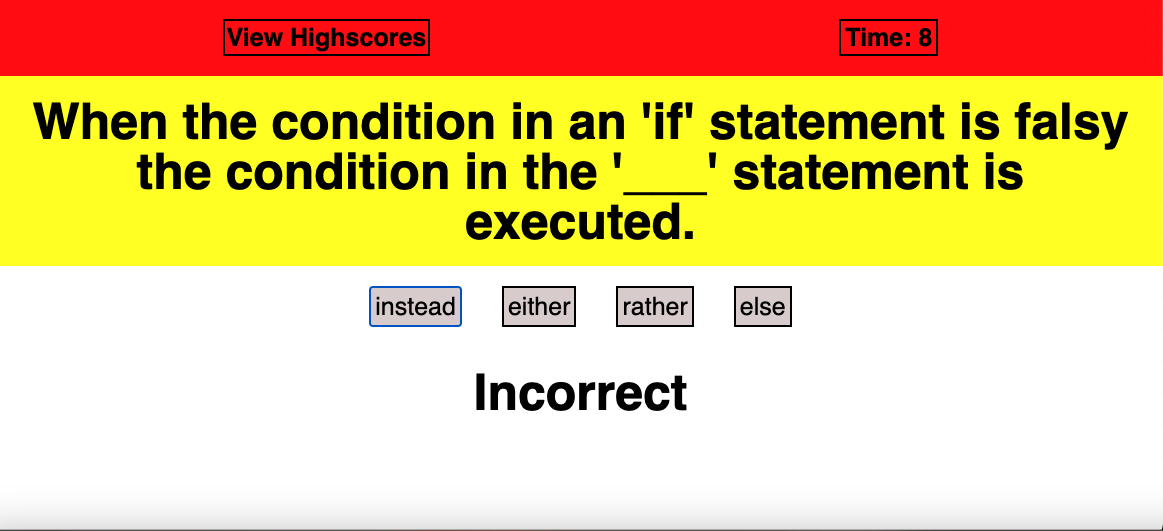 View Highscores
Time: 8
When the condition in an 'if' statement is falsy
the condition in the '___' statement is
executed.
instead
either
rather
else
Incorrect